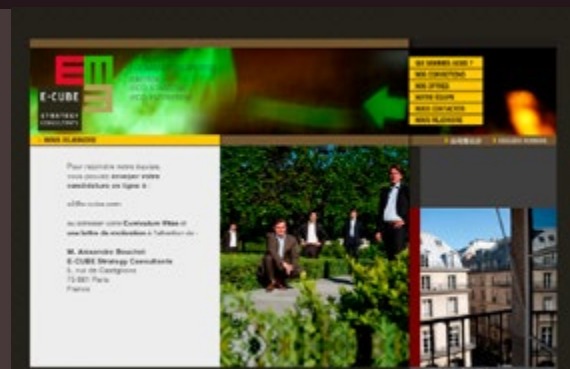 E-CUBE
STRATEGY
CONSULTANTS
QUI SOMMES-NOUS ?
NOS CONVICTIONS
NOS OFFRES
NOTRE ÉQUIPE
NOUS CONTACTER
NOUS REJOINDRE
NOUS REJOINDRE
Pour rejoindre notre équipe,
vous pouvez envoyer votre
candidature en ligne à :
ou adresser votre Curriculum Vitae et
une lettre de motivation à l'attention de :
M. Alexandre Bouchet
E-CUBE Strategy Consultants
rue de Castiglione
Paris
France